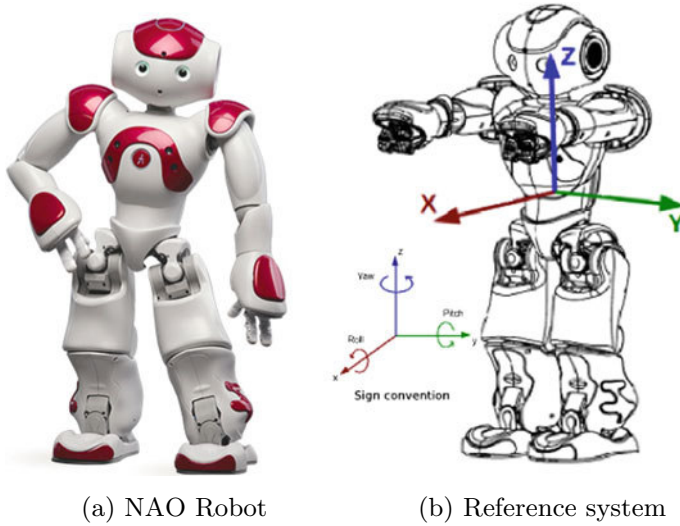 Z
X
Y
z
Yaw
Pitch
y
Roll
x
Sign convention
(a) NAO Robot
(b) Reference system